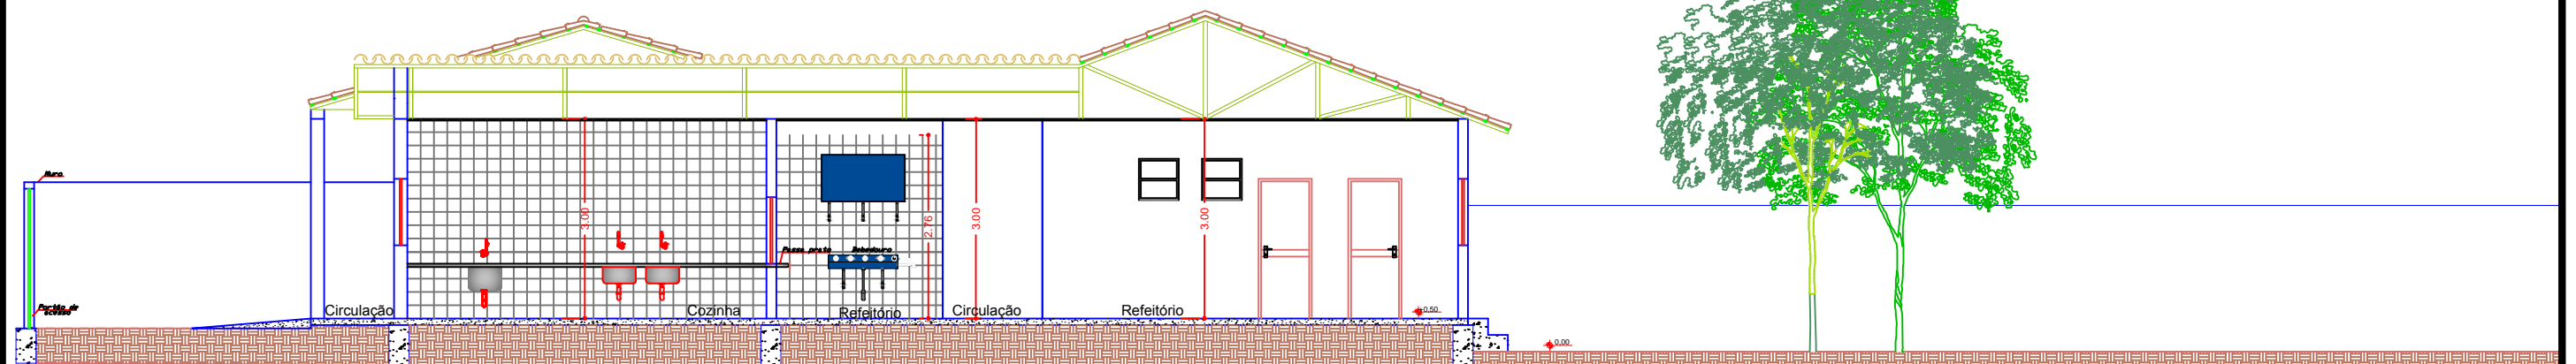 Muro
3.00
2.76
3.00
3.00
Passa prato
Bebedouro
Portão de
acesso
Circulação
Cozinha
Refeitório
Circulação
Refeitório
+0,50
0,00